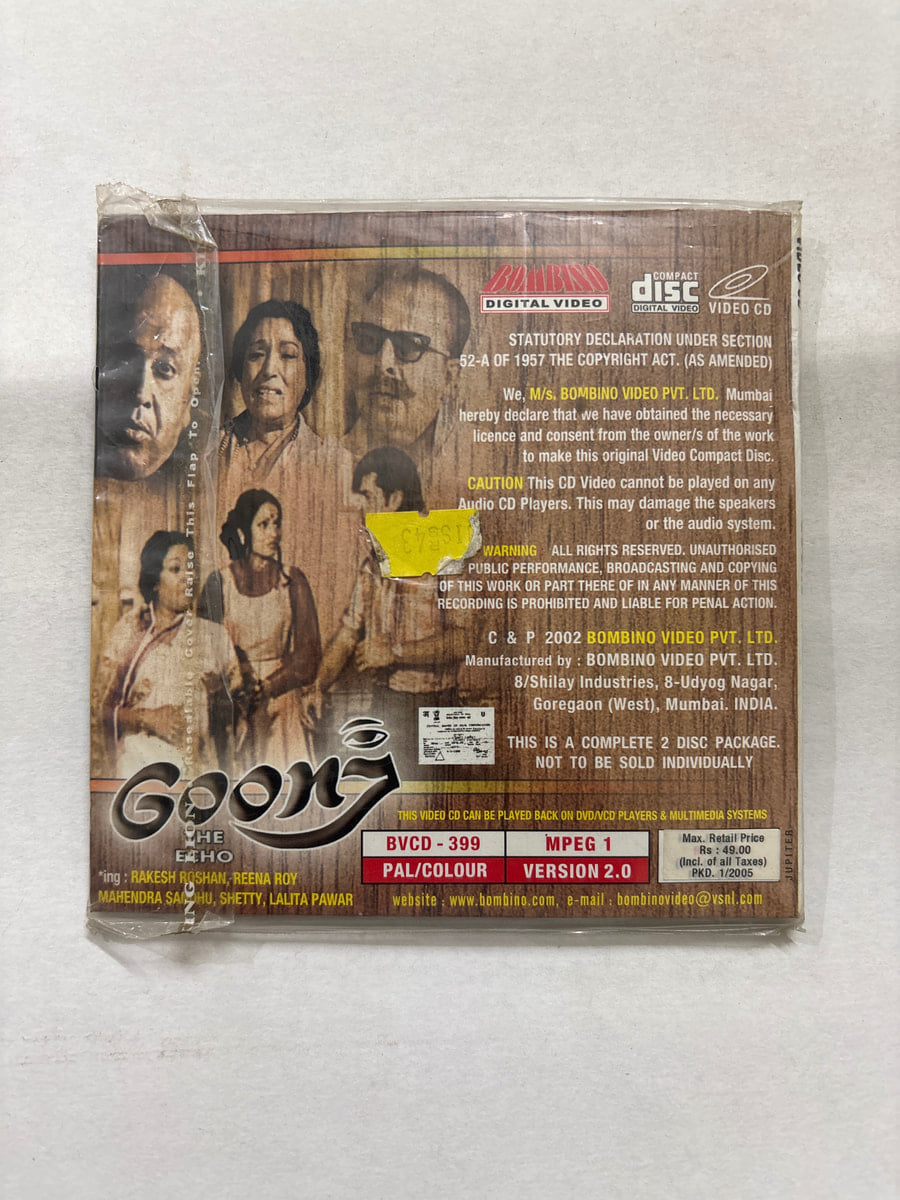 BOMBINO
DIGITAL VIDEO
COMPACT
disc
DIGITAL VIDEO
VIDEO CD
STATUTORY DECLARATION UNDER SECTION
52-A OF 1957 THE COPYRIGHT ACT. (AS AMENDED)
We, M/s. BOMBINO VIDEO PVT. LTD. Mumbai
hereby declare that we have obtained the necessary
licence and consent from the owner/s of the work
to make this original Video Compact Disc.
CAUTION This CD Video cannot be played on any
Audio CD Players. This may damage the speakers
or the audio system.
WARNING ALL RIGHTS RESERVED. UNAUTHORISED
PUBLIC PERFORMANCE, BROADCASTING AND COPYING
OF THIS WORK OR PART THERE OF IN ANY MANNER OF THIS
RECORDING IS PROHIBITED AND LIABLE FOR PENAL ACTION.
C & P 2002 BOMBINO VIDEO PVT. LTD.
Manufactured by : BOMBINO VIDEO PVT. LTD.
8/Shilay Industries, 8-Udyog Nagar,
Goregaon (West), Mumbai. INDIA.
THIS IS A COMPLETE 2 DISC PACKAGE.
NOT TO BE SOLD INDIVIDUALLY
Cover Raise This Flap To Open
GOONJ
THE
ECHO
THIS VIDEO CD CAN BE PLAYED BACK ON DVD/VCD PLAYERS & MULTIMEDIA SYSTEMS
BVCD - 399
MPEG 1
PAL/COLOUR
VERSION 2.0
Max. Retail Price
Rs : 49.00
(Incl. of all Taxes)
PKD. 1/2005
JUPITER
*ing : RAKESH ROSHAN, REENA ROY
MAHENDRA SANDHU, SHETTY, LALITA PAWAR
website : www.bombino.com, e-mail : bombinovideo@vsnl.com